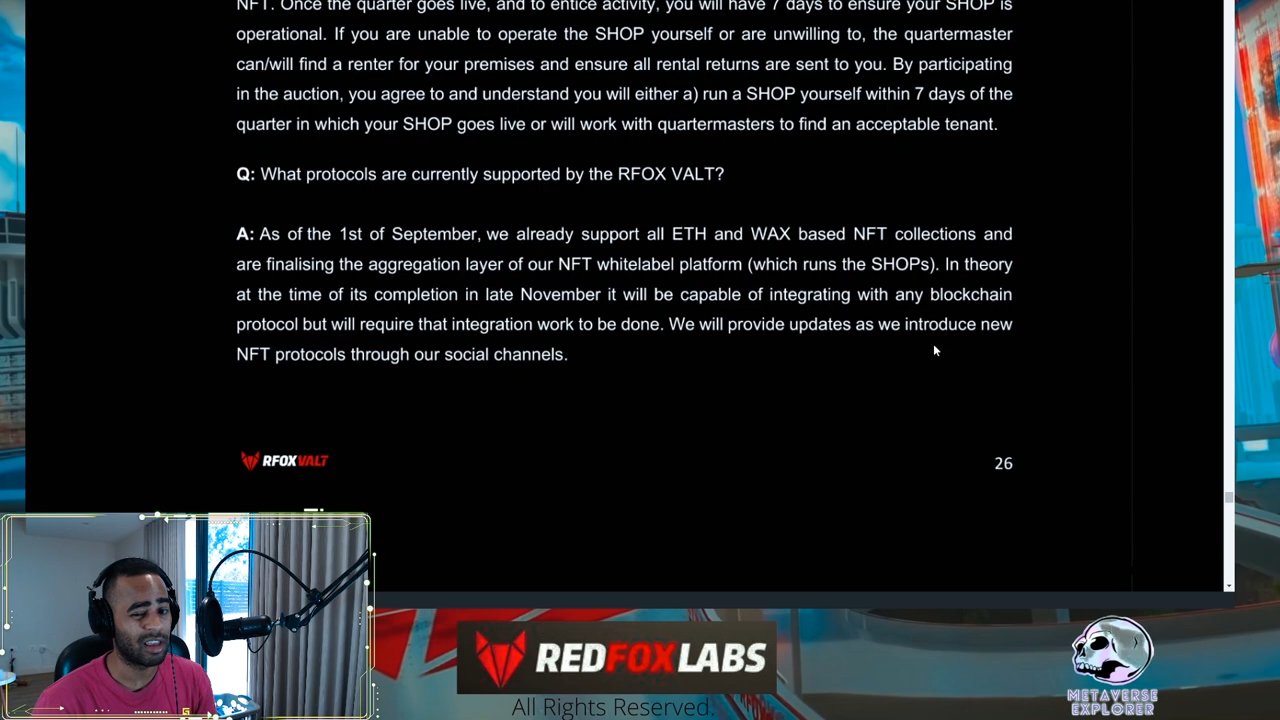 NFT. Once the quarter goes live, and to entice activity, you will have 7 days to ensure your SHOP is
operational. If you are unable to operate the SHOP yourself or are unwilling to, the quartermaster
can/will find a renter for your premises and ensure all rental returns are sent to you. By participating
in the auction, you agree to and understand you will either a) run a SHOP yourself within 7 days of the
quarter in which your SHOP goes live or will work with quartermasters to find an acceptable tenant.
Q: What protocols are currently supported by the RFOX VALT?
A: As of the 1st of September, we already support all ETH and WAX based NFT collections and
are finalising the aggregation layer of our NFT whitelabel platform (which runs the SHOPs). In theory
at the time of its completion in late November it will be capable of integrating with any blockchain
protocol but will require that integration work to be done. We will provide updates as we introduce new
NFT protocols through our social channels.
RFOXVALT
26
REDFOXLABS
METAVERSE
EXPLORER
All Rights Reserved.